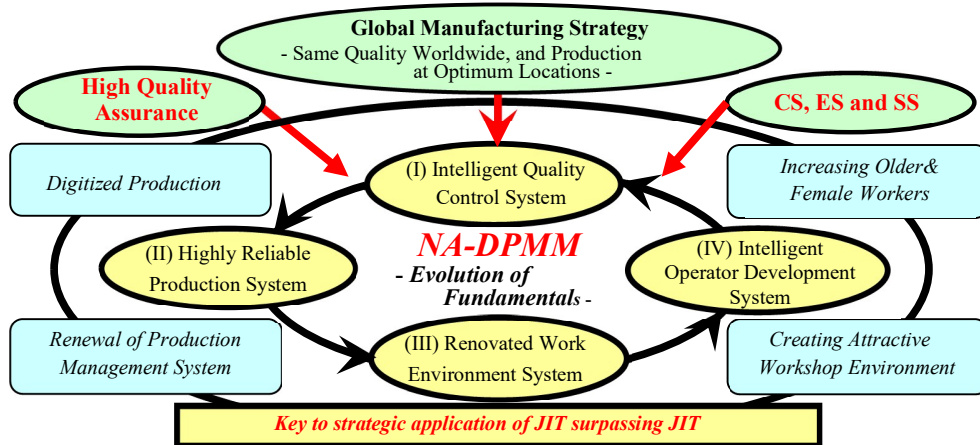 Global Manufacturing Strategy
- Same Quality Worldwide, and Production
at Optimum Locations -
High Quality
Assurance
CS, ES and SS
Digitized Production
(I) Intelligent Quality
Control System
Increasing Older&
Female Workers
(II) Highly Reliable
Production System
NA-DPMM
- Evolution of
Fundamentals-
(IV) Intelligent
Operator Development
System
Renewal of Production
Management System
(III) Renovated Work
Environment System
Creating Attractive
Workshop Environment
Key to strategic application of JIT surpassing JIT